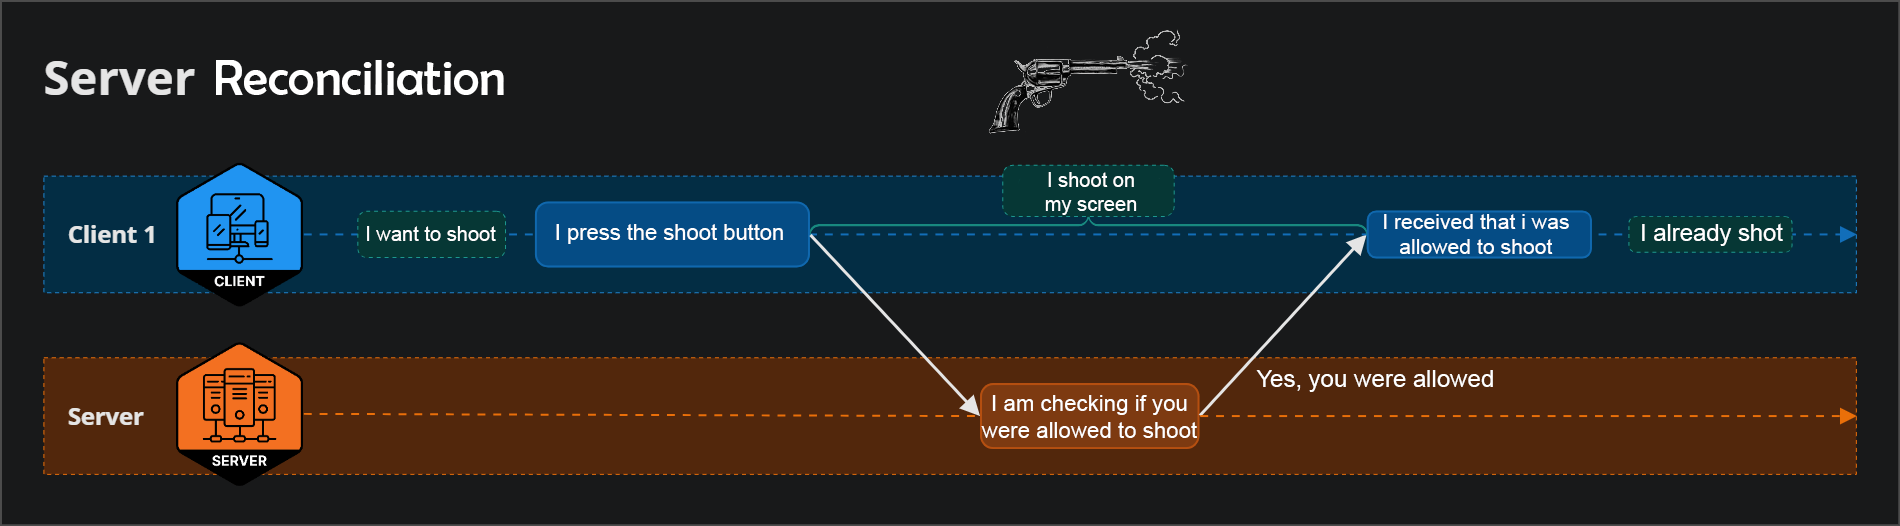 Server Reconciliation
I shoot on
my screen
Client 1
CLIENT
I want to shoot
I press the shoot button
I received that i was
allowed to shoot
I already shot
Yes, you were allowed
Server
SERVER
I am checking if you
were allowed to shoot